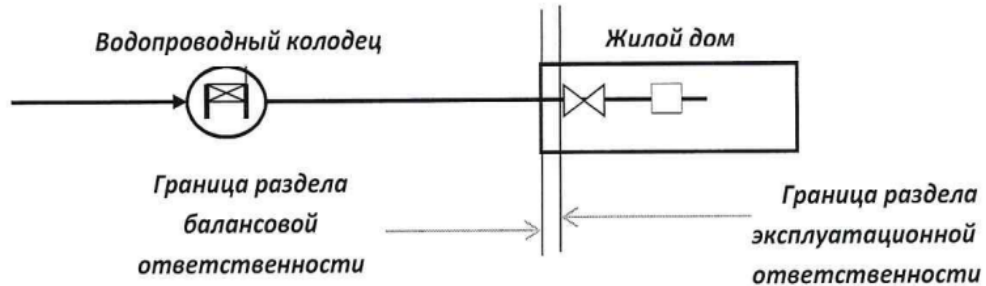 Водопроводный колодец
Жилой дом
Граница раздела
балансовой
ответственности
Граница раздела
эксплуатационной
ответственности